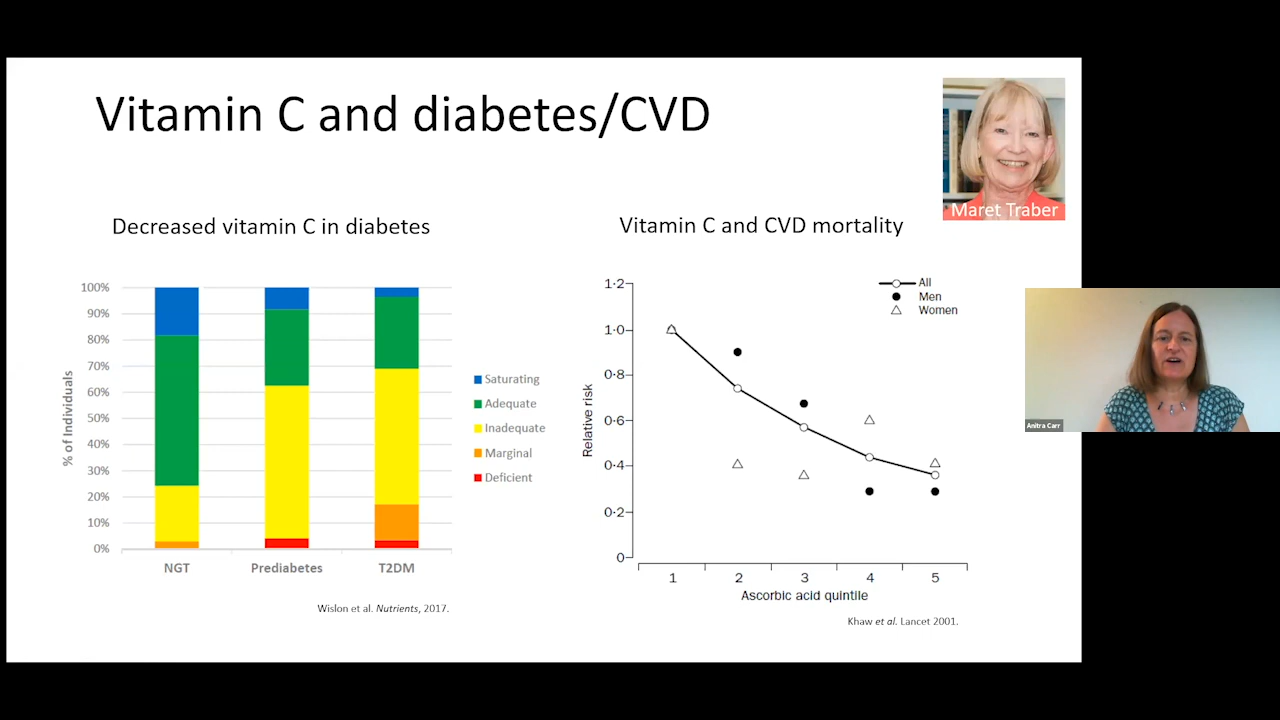 Vitamin C and diabetes/CVD
Maret Traber
Decreased vitamin C in diabetes
100%
90%
80%
70%
60%
50%
40%
30%
20%
10%
0%
% of Individuals
NGT
Prediabetes
T2DM
Saturating
Adequate
Inadequate
Marginal
Deficient
Wislon et al. Nutrients, 2017.
Vitamin C and CVD mortality
1·2
1·0
0·8
0·6
0·4
0·2
0
Relative risk
All
Men
Women
1 2 3 4 5
Ascorbic acid quintile
Khaw et al. Lancet 2001.
Anitra Carr